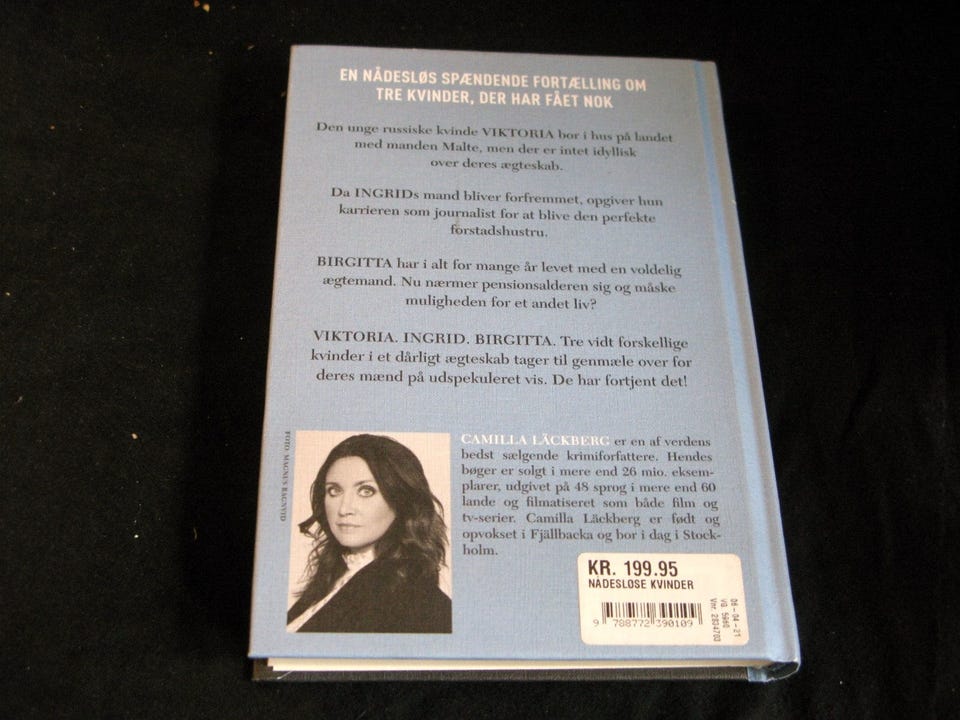 EN NÅDESLØS SPÆNDENDE FORTÆLLING OM
TRE KVINDER, DER HAR FÅET NOK
Den unge russiske kvinde VIKTORIA bor i hus på landet
med manden Malte, men der er intet idyllisk
over deres ægteskab.
Da INGRIDs mand bliver forfremmet, opgiver hun
karrieren som journalist for at blive den perfekte
forstadshustru.
BIRGITTA har i alt for mange år levet med en voldelig
ægtemand. Nu nærmer pensionsalderen sig og måske
muligheden for et andet liv?
VIKTORIA. INGRID. BIRGITTA. Tre vidt forskellige
kvinder i et dårligt ægteskab tager til genmæle over for
deres mænd på udspekuleret vis. De har fortjent det!
FOTO MAGNUS RAGNVID
CAMILLA LÄCKBERG er en af verdens
bedst sælgende krimiforfattere. Hendes
bøger er solgt i mere end 26 mio. eksem-
plarer, udgivet på 48 sprog i mere end 60
lande og filmatiseret som både film og
tv-serier. Camilla Läckberg er født og
opvokset i Fjällbacka og bor i dag i Stock-
holm.
KR. 199.95
NÅDESLØSE KVINDER
9 788772 390109
06-04-21